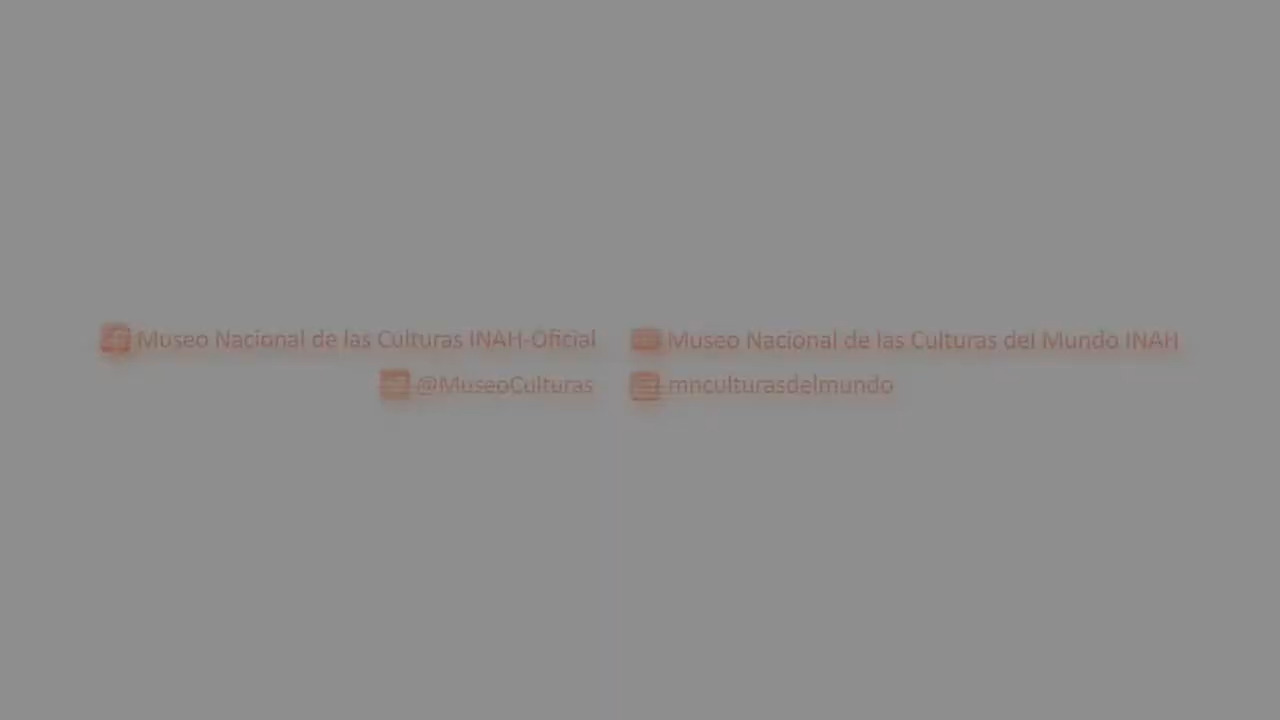 Museo Nacional de las Culturas INAH-Oficial
Museo Nacional de las Culturas del Mundo INAH
@MuseoCulturas
mnculturasdelmundo